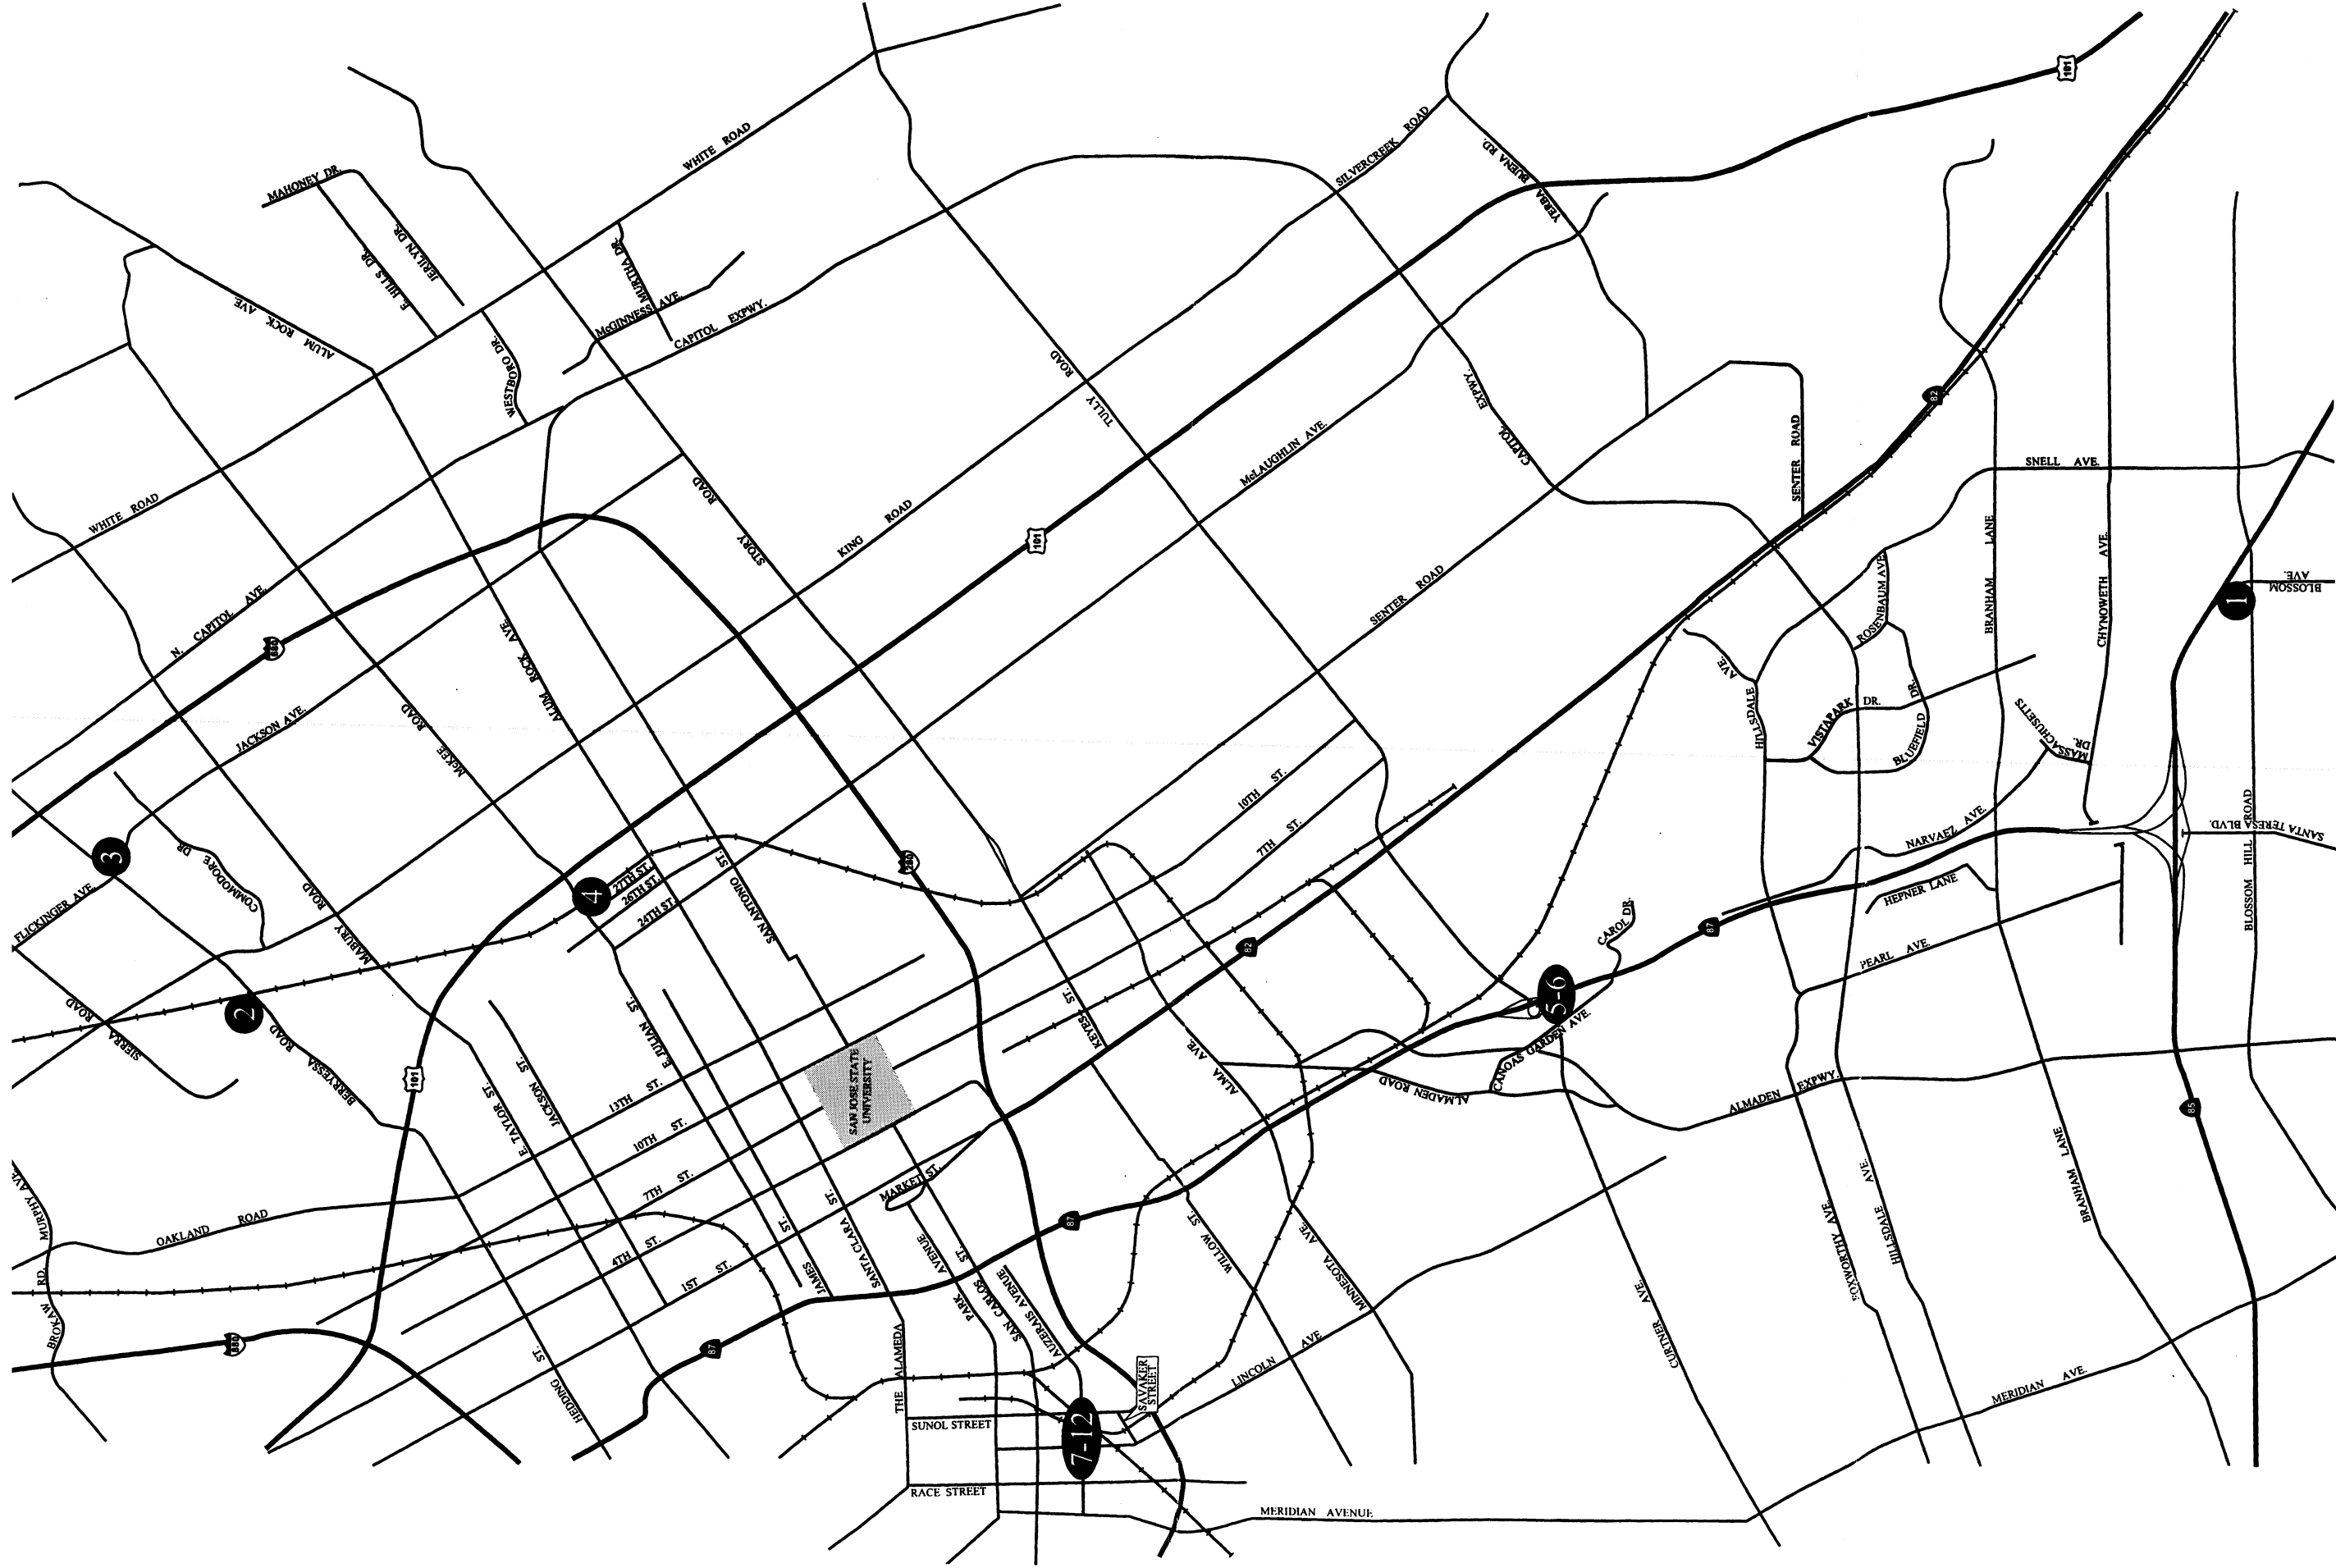 101
SILVERCREEK ROAD
WHITE ROAD
YERBA BUENA RD.
MAHONEY DR.
E. HILLS DR.
JERILYN DR.
MURTHA DR.
McGINNESS AVE.
CAPITOL EXPWY.
ALUM ROCK AVE.
WESTBORO DR.
TULLY ROAD
CAPITOL EXPWY.
82
McLAUGHLIN AVE.
SENTER ROAD
SNELL AVE.
WHITE ROAD
STORY ROAD
KING ROAD
101
BRANHAM LANE
CHYNOWETH AVE.
BLOSSOM AVE.
1
N. CAPITOL AVE.
680
ALUM ROCK AVE.
SENTER ROAD
ROSENBAUM AVE.
HILLSDALE AVE.
VISTAPARK DR.
BLUEFIELD DR.
MASSACHUSETTS DR.
JACKSON AVE.
McKEE ROAD
10TH ST.
7TH ST.
NARVAEZ AVE.
BLOSSOM HILL ROAD
SANTA TERESA BLVD.
3
COMMODORE DR.
FLICKINGER AVE.
4
27TH ST.
26TH ST.
24TH ST.
SAN ANTONIO ST.
280
82
CAROL DR.
87
HEPNER LANE
PEARL AVE.
MABURY ROAD
2
SIERRA ROAD
BERRYESSA ROAD
101
E. TAYLOR ST.
JACKSON ST.
E. JULIAN ST.
13TH ST.
10TH ST.
7TH ST.
4TH ST.
1ST ST.
SAN JOSE STATE
UNIVERSITY
KEYES ST.
ALMA AVE.
5-6
CANOAS GARDEN AVE.
ALMADEN ROAD
ALMADEN EXPWY.
85
MURPHY AVE.
OAKLAND ROAD
BROKAW RD.
880
HEDDING ST.
JAMES ST.
SANTA CLARA ST.
MARKET ST.
87
PARK AVENUE
SAN CARLOS ST.
AUZERAIS AVENUE
87
WILLOW ST.
MINNESOTA AVE.
LINCOLN AVE.
CURTNER AVE.
FOXWORTHY AVE.
HILLSDALE AVE.
BRANHAM LANE
MERIDIAN AVE.
THE ALAMEDA
SUNOL STREET
SAVAKER
STREET
7-12
RACE STREET
MERIDIAN AVENUE